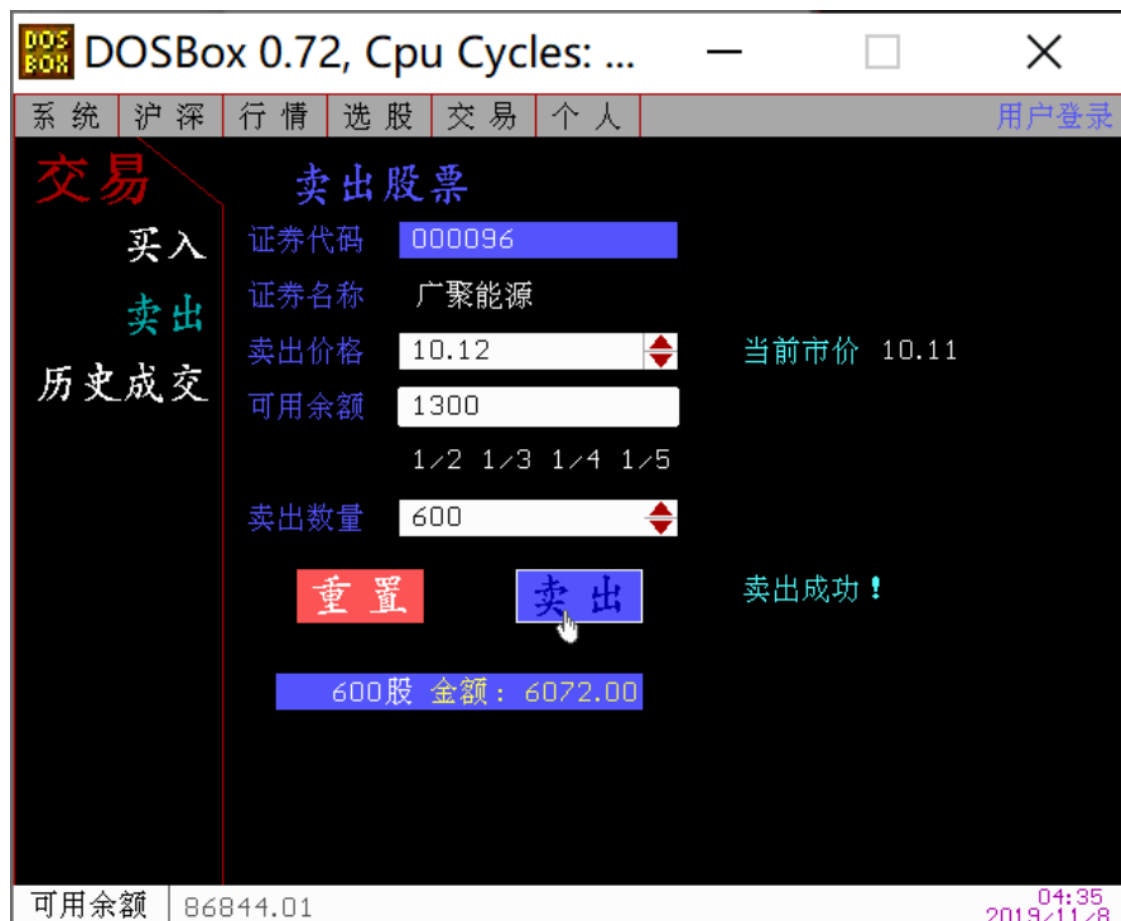 DOS BOX DOSBox 0.72, Cpu Cycles: ...
系统 沪深 行情 选股 交易 个人 用户登录
交易
买入
卖出
历史成交
卖出股票
证券代码 000096
证券名称 广聚能源
卖出价格 10.12 当前市价 10.11
可用余额 1300
1/2 1/3 1/4 1/5
卖出数量 600
重置 卖出 卖出成功!
600股 金额: 6072.00
可用余额 86844.01
04:35
2019/11/8